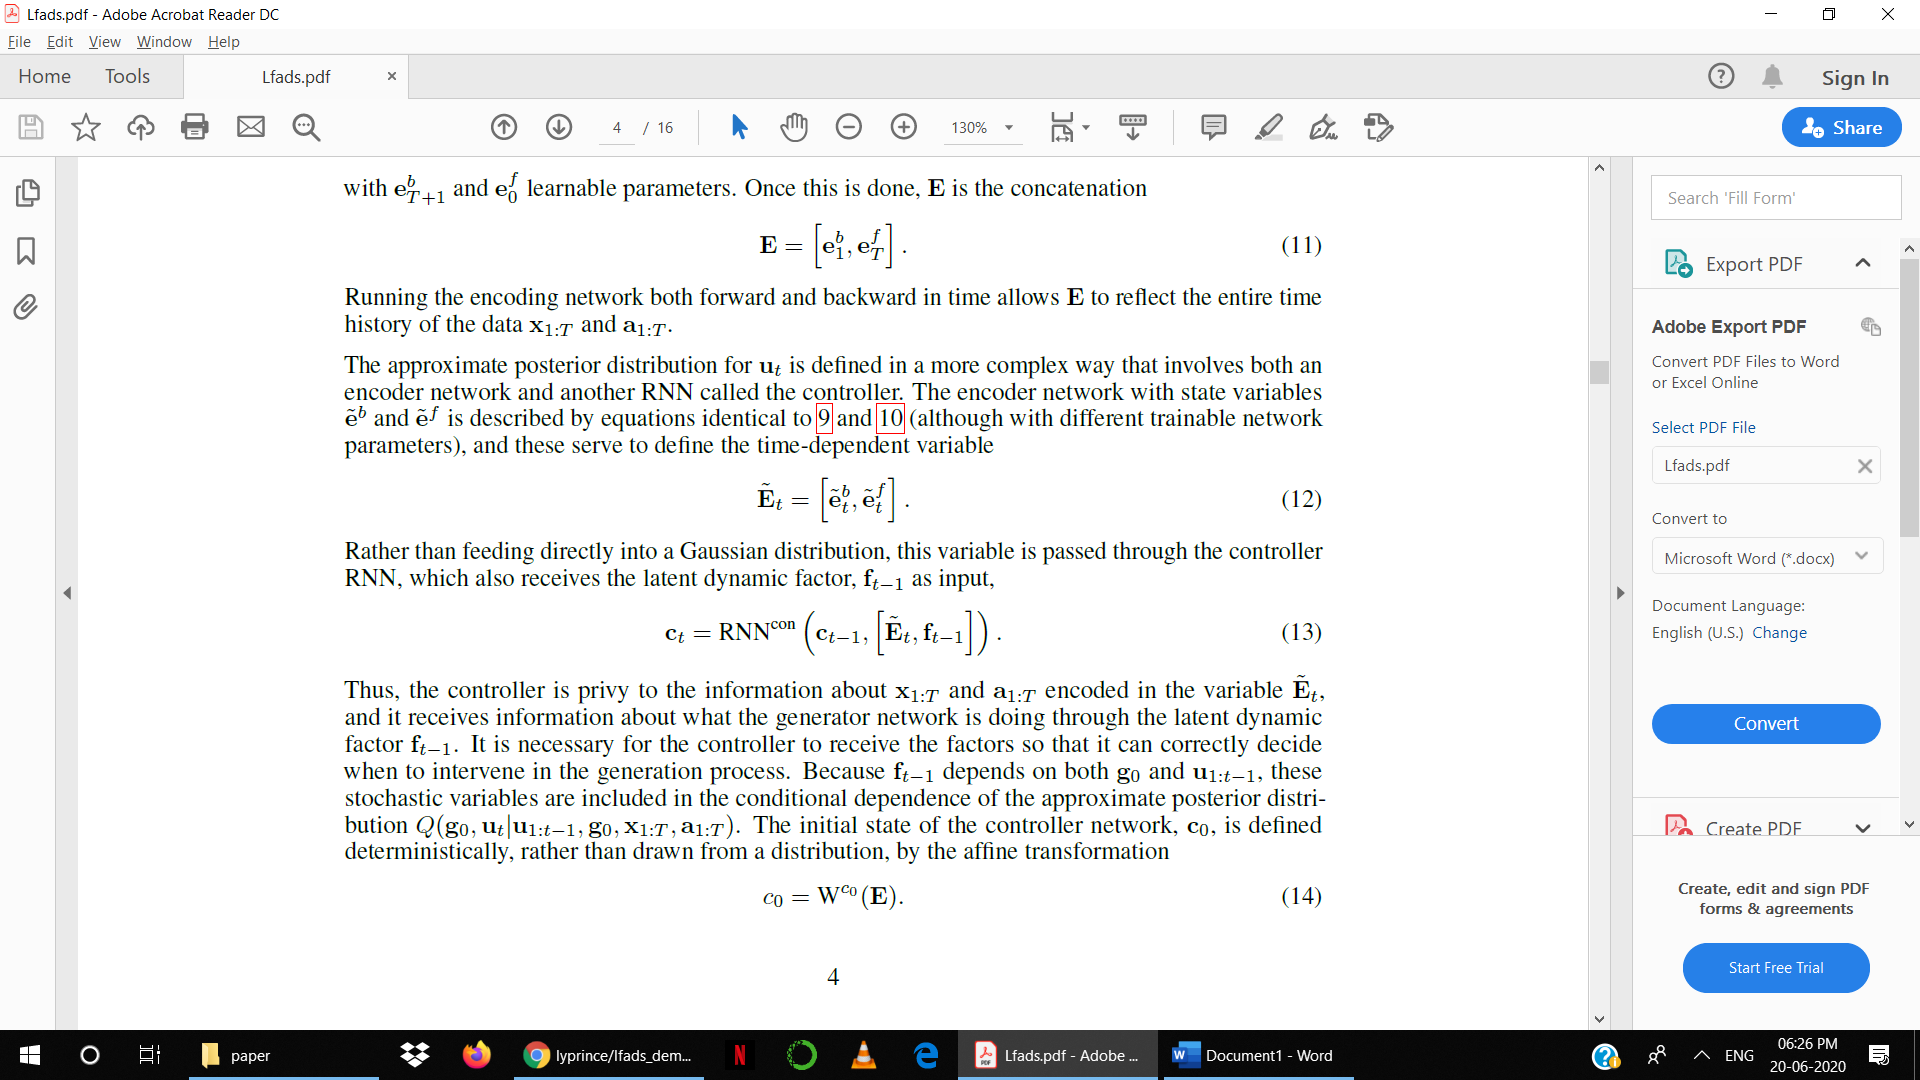 Lfads.pdf - Adobe Acrobat Reader DC
File Edit View Window Help
Home Tools Lfads.pdf × Sign In
4 / 16 130% Share
with e^b_{T+1} and e^f_0 learnable parameters. Once this is done, E is the concatenation
E = [e^b_1, e^f_T]. (11)
Running the encoding network both forward and backward in time allows E to reflect the entire time
history of the data x_{1:T} and a_{1:T}.
The approximate posterior distribution for u_t is defined in a more complex way that involves both an
encoder network and another RNN called the controller. The encoder network with state variables
ẽ^b and ẽ^f is described by equations identical to 9 and 10 (although with different trainable network
parameters), and these serve to define the time-dependent variable
Ẽ_t = [ẽ^b_t, ẽ^f_t]. (12)
Rather than feeding directly into a Gaussian distribution, this variable is passed through the controller
RNN, which also receives the latent dynamic factor, f_{t−1} as input,
c_t = RNN^con (c_{t−1}, [Ẽ_t, f_{t−1}]). (13)
Thus, the controller is privy to the information about x_{1:T} and a_{1:T} encoded in the variable Ẽ_t,
and it receives information about what the generator network is doing through the latent dynamic
factor f_{t−1}. It is necessary for the controller to receive the factors so that it can correctly decide
when to intervene in the generation process. Because f_{t−1} depends on both g_0 and u_{1:t−1}, these
stochastic variables are included in the conditional dependence of the approximate posterior distri-
bution Q(g_0, u_t|u_{1:t−1}, g_0, x_{1:T}, a_{1:T}). The initial state of the controller network, c_0, is defined
deterministically, rather than drawn from a distribution, by the affine transformation
c_0 = W^{c_0}(E). (14)
4
Search 'Fill Form'
Export PDF
Adobe Export PDF
Convert PDF Files to Word
or Excel Online
Select PDF File
Lfads.pdf
Convert to
Microsoft Word (*.docx)
Document Language:
English (U.S.) Change
Convert
Create PDF
Create, edit and sign PDF
forms & agreements
Start Free Trial
paper
lyprince/lfads_dem...
N
Lfads.pdf - Adobe ...
Document1 - Word
ENG
06:26 PM
20-06-2020